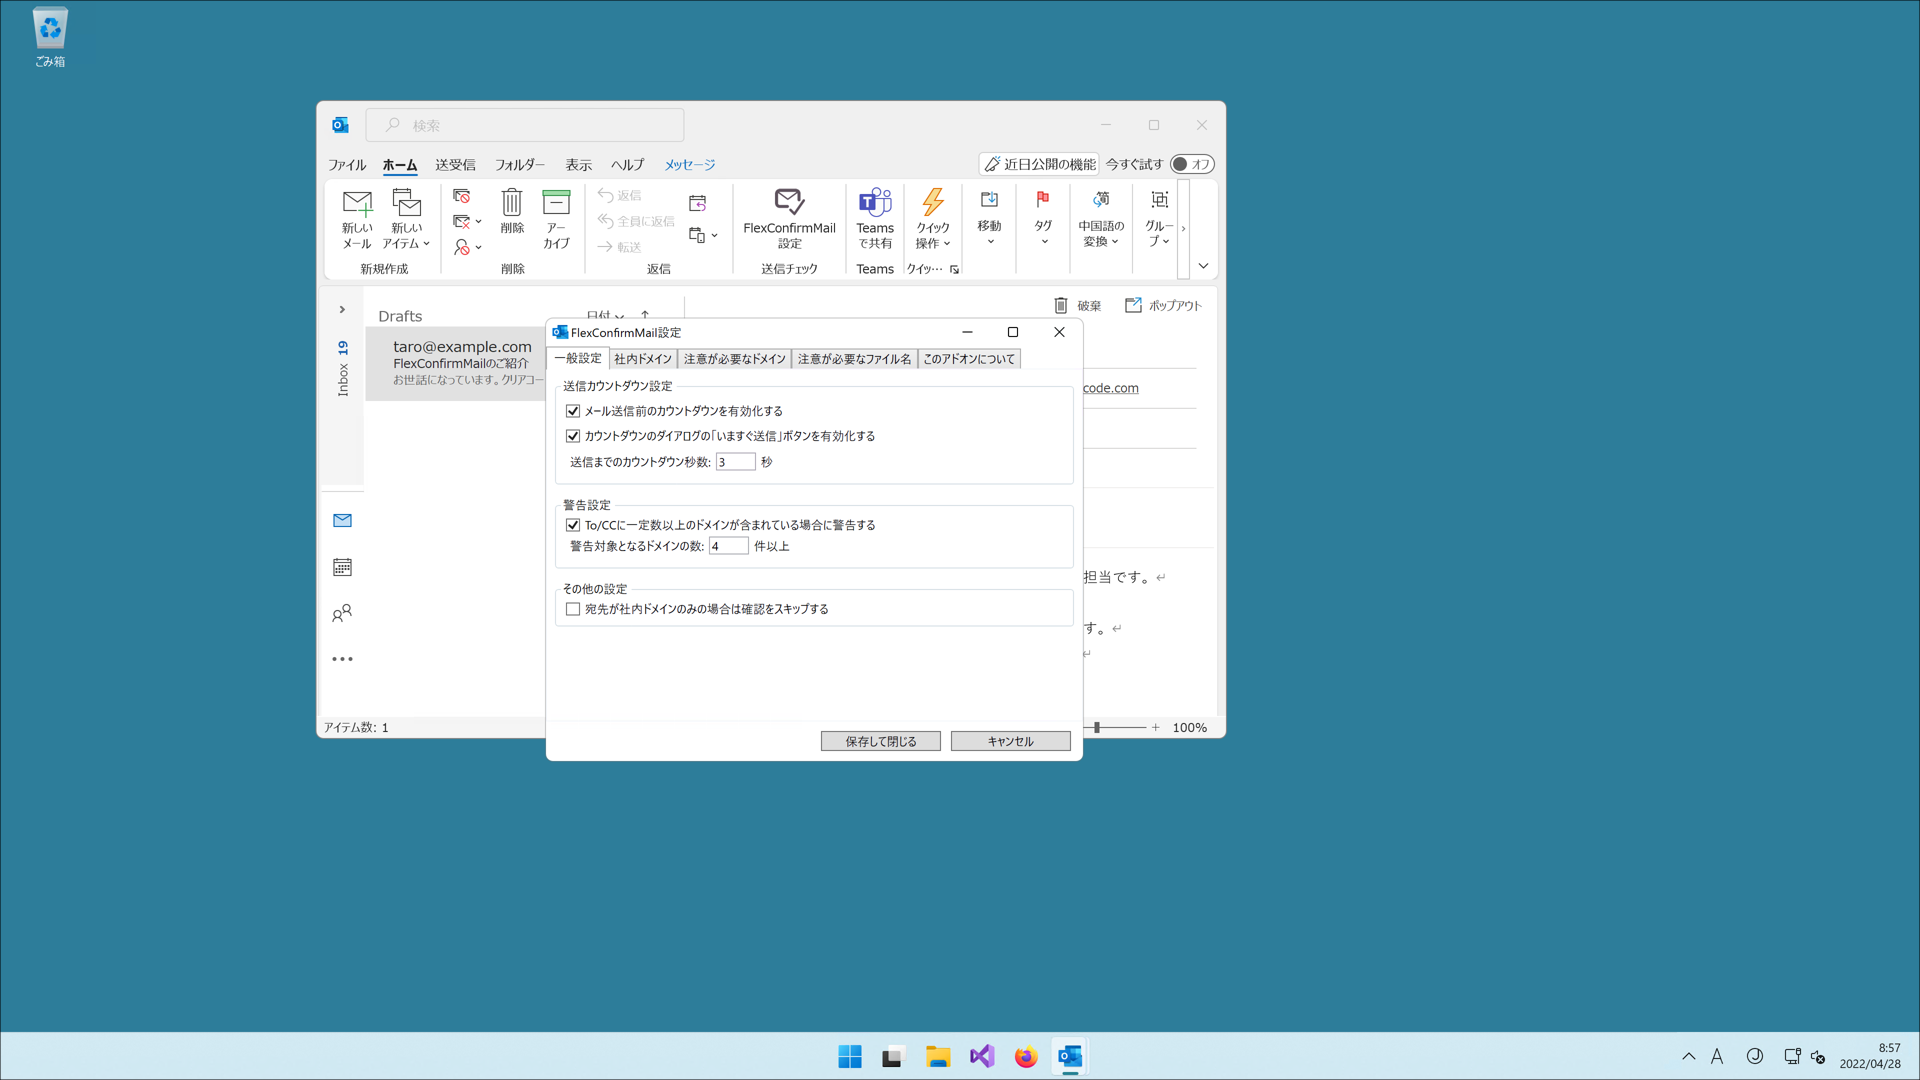 ごみ箱
検索
ファイル ホーム 送受信 フォルダー 表示 ヘルプ メッセージ 近日公開の機能 今すぐ試す オフ
新しい
メール
新しい
アイテム
新規作成
削除
アー
カイブ
削除
返信
全員に返信
転送
返信
FlexConfirmMail
設定
送信チェック
Teams
で共有
Teams
クイック
操作
クイッ…
移動
タグ
中国語の
変換
グルー
プ
Inbox 19
Drafts
日付
taro@example.com
FlexConfirmMailのご紹介
お世話になっています。クリアコー
破棄 ポップアウト
code.com
担当です。
す。
FlexConfirmMail設定
一般設定 社内ドメイン 注意が必要なドメイン 注意が必要なファイル名 このアドオンについて
送信カウントダウン設定
メール送信前のカウントダウンを有効化する
カウントダウンのダイアログの「いますぐ送信」ボタンを有効化する
送信までのカウントダウン秒数: 3 秒
警告設定
To/CCに一定数以上のドメインが含まれている場合に警告する
警告対象となるドメインの数: 4 件以上
その他の設定
宛先が社内ドメインのみの場合は確認をスキップする
保存して閉じる キャンセル
アイテム数: 1
100%
A
8:57
2022/04/28